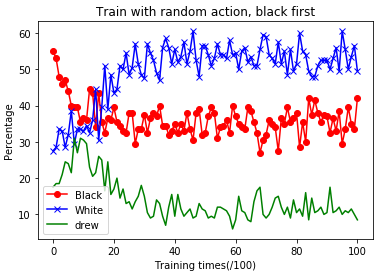 Train with random action, black first
Percentage
60
50
40
30
20
10
Black
White
drew
0
20
40
60
80
100
Training times(/100)